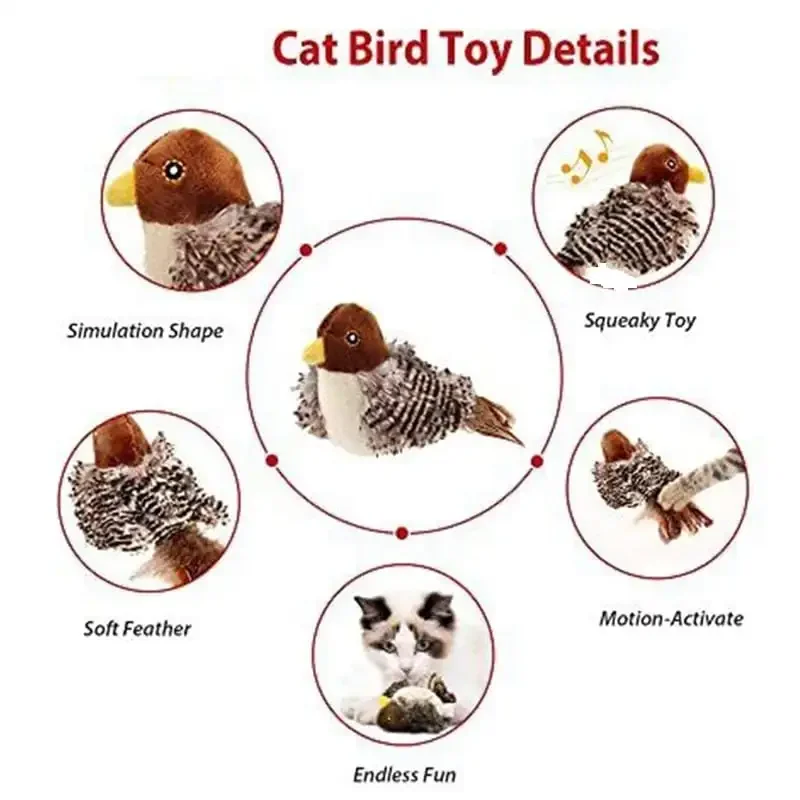 Cat Bird Toy Details
Simulation Shape
Squeaky Toy
Soft Feather
Motion-Activate
Endless Fun